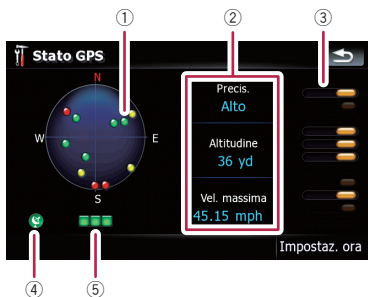 ① ② ③
Stato GPS
N
W E
S
Precis.
Alto
Altitudine
36 yd
Vel. massima
45.15 mph
Impostaz. ora
④ ⑤